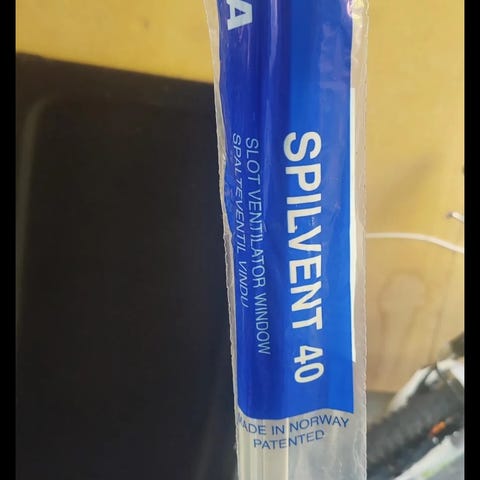 SPILVENT 40
SLOT VENTILATOR WINDOW
SPALTEVENTIL VINDU
MADE IN NORWAY
PATENTED